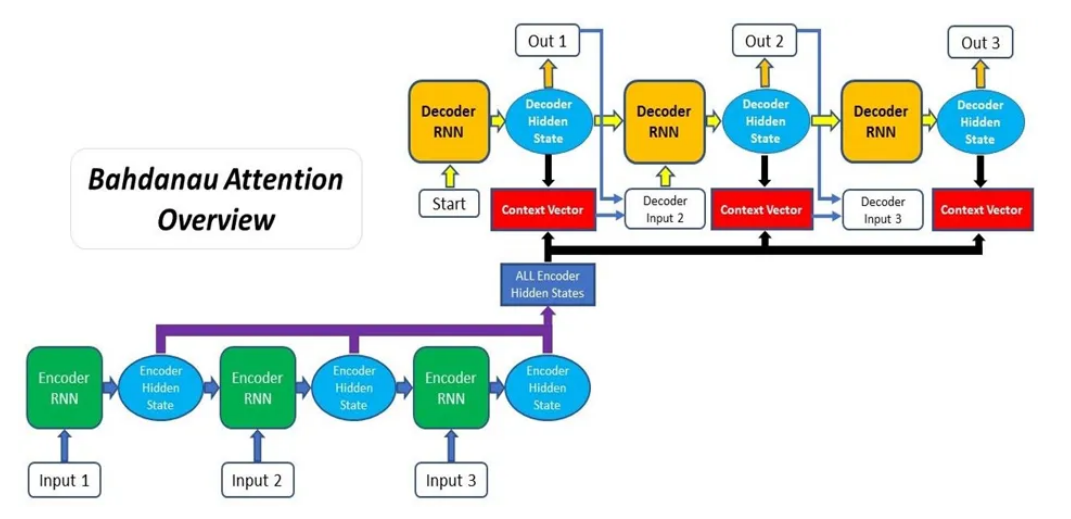 Out 1
Out 2
Out 3
Decoder
RNN
Decoder
Hidden
State
Decoder
RNN
Decoder
Hidden
State
Decoder
RNN
Decoder
Hidden
State
Bahdanau Attention
Overview
Start
Context Vector
Decoder
Input 2
Context Vector
Decoder
Input 3
Context Vector
ALL Encoder
Hidden States
Encoder
RNN
Encoder
Hidden
State
Encoder
RNN
Encoder
Hidden
State
Encoder
RNN
Encoder
Hidden
State
Input 1
Input 2
Input 3